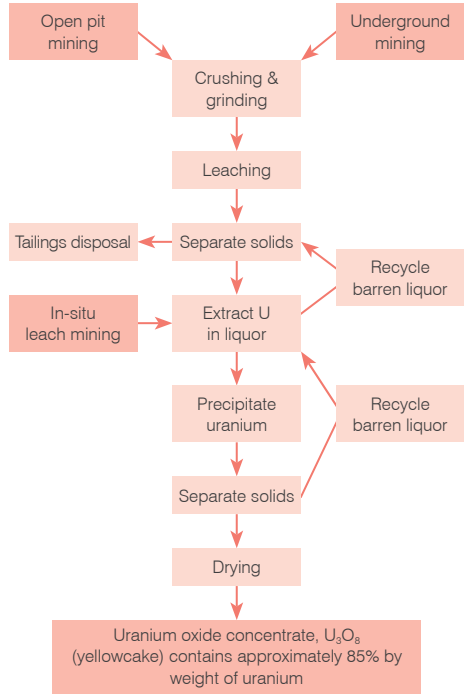 Open pit
mining
Underground
mining
Crushing &
grinding
Leaching
Tailings disposal
Separate solids
Recycle
barren liquor
In-situ
leach mining
Extract U
in liquor
Precipitate
uranium
Recycle
barren liquor
Separate solids
Drying
Uranium oxide concentrate, U₃O₈
(yellowcake) contains approximately 85% by
weight of uranium